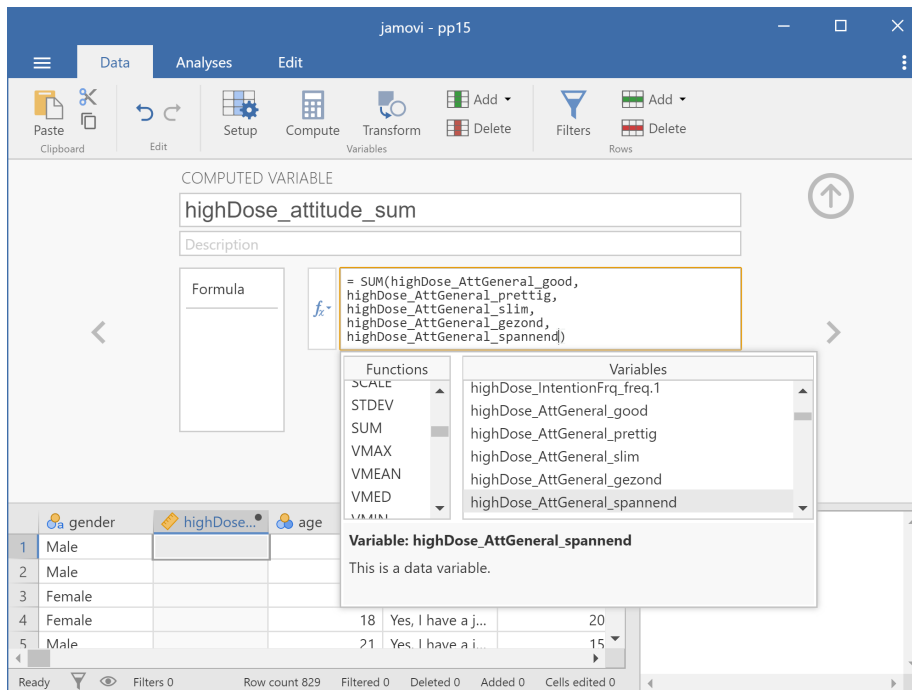 jamovi - pp15
Data Analyses Edit
Paste
Clipboard
Edit
Setup
Compute
Transform
Add
Delete
Variables
Filters
Add
Delete
Rows
COMPUTED VARIABLE
highDose_attitude_sum
Description
Formula
fx
= SUM(highDose_AttGeneral_good,
highDose_AttGeneral_prettig,
highDose_AttGeneral_slim,
highDose_AttGeneral_gezond,
highDose_AttGeneral_spannend)
Functions
SCALE
STDEV
SUM
VMAX
VMEAN
VMED
VMIN
Variables
highDose_IntentionFrq_freq.1
highDose_AttGeneral_good
highDose_AttGeneral_prettig
highDose_AttGeneral_slim
highDose_AttGeneral_gezond
highDose_AttGeneral_spannend
Variable: highDose_AttGeneral_spannend
This is a data variable.
a gender highDose... age
1 Male
2 Male
3 Female
4 Female 18 Yes, I have a j... 20
5 Male 21 Yes, I have a j... 15
Ready Filters 0 Row count 829 Filtered 0 Deleted 0 Added 0 Cells edited 0